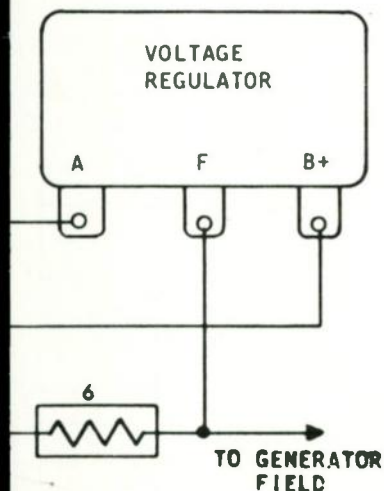 VOLTAGE
REGULATOR
A F B+
6
TO GENERATOR
FIELD